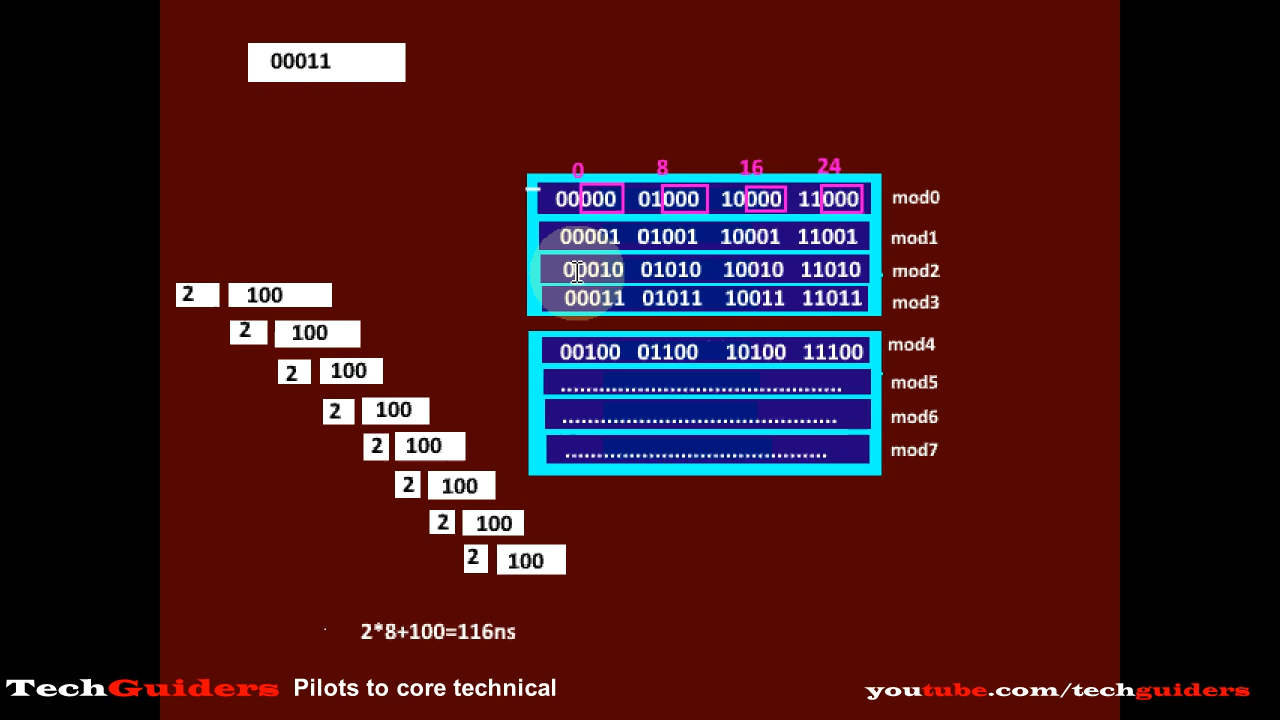 00011
0 8 16 24
00000 01000 10000 11000 mod0
00001 01001 10001 11001 mod1
00010 01010 10010 11010 mod2
00011 01011 10011 11011 mod3
00100 01100 10100 11100 mod4
............................................. mod5
............................................. mod6
.......................................... mod7
2 100
2 100
2 100
2 100
2 100
2 100
2 100
2 100
2*8+100=116ns
TechGuiders Pilots to core technical
youtube.com/techguiders